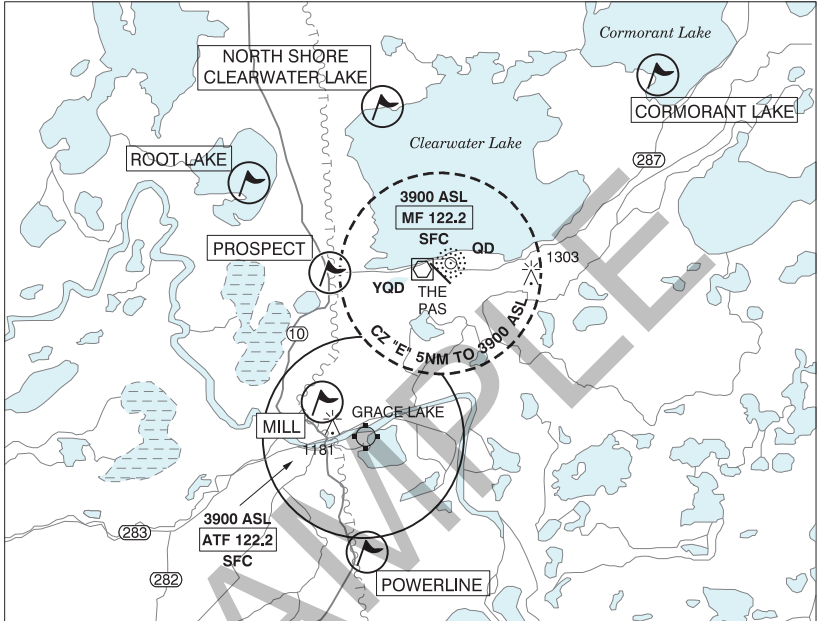 Cormorant Lake
NORTH SHORE
CLEARWATER LAKE
CORMORANT LAKE
Clearwater Lake
ROOT LAKE
287
3900 ASL
MF 122.2
SFC
QD
PROSPECT
1303
YQD
THE
PAS
CZ "E" 5NM TO 3900 ASL
10
GRACE LAKE
MILL
1181
3900 ASL
ATF 122.2
SFC
283
282
POWERLINE
AMPLE